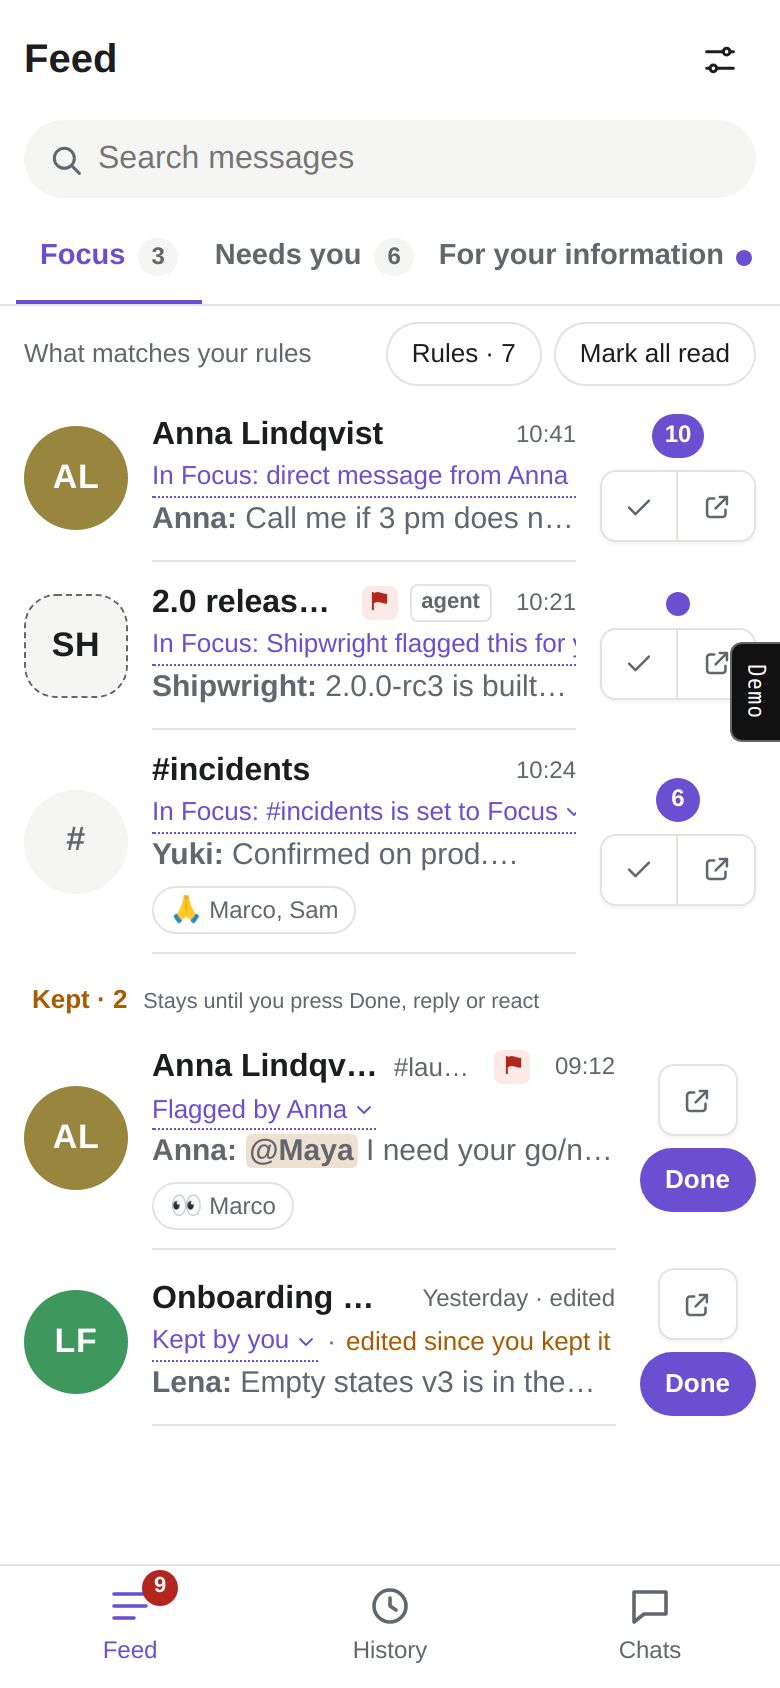 Feed
Search messages
Focus 3 Needs you 6 For your information
What matches your rules Rules · 7 Mark all read
AL Anna Lindqvist 10:41 10
In Focus: direct message from Anna
Anna: Call me if 3 pm does n…
SH 2.0 releas… agent 10:21
In Focus: Shipwright flagged this for
Shipwright: 2.0.0-rc3 is built…
Demo
# #incidents 10:24 6
In Focus: #incidents is set to Focus
Yuki: Confirmed on prod.…
🙏 Marco, Sam
Kept · 2 Stays until you press Done, reply or react
AL Anna Lindqv… #lau… 09:12
Flagged by Anna
Anna: @Maya I need your go/n…
Done
👀 Marco
LF Onboarding … Yesterday · edited
Kept by you · edited since you kept it
Lena: Empty states v3 is in the…
Done
9
Feed History Chats